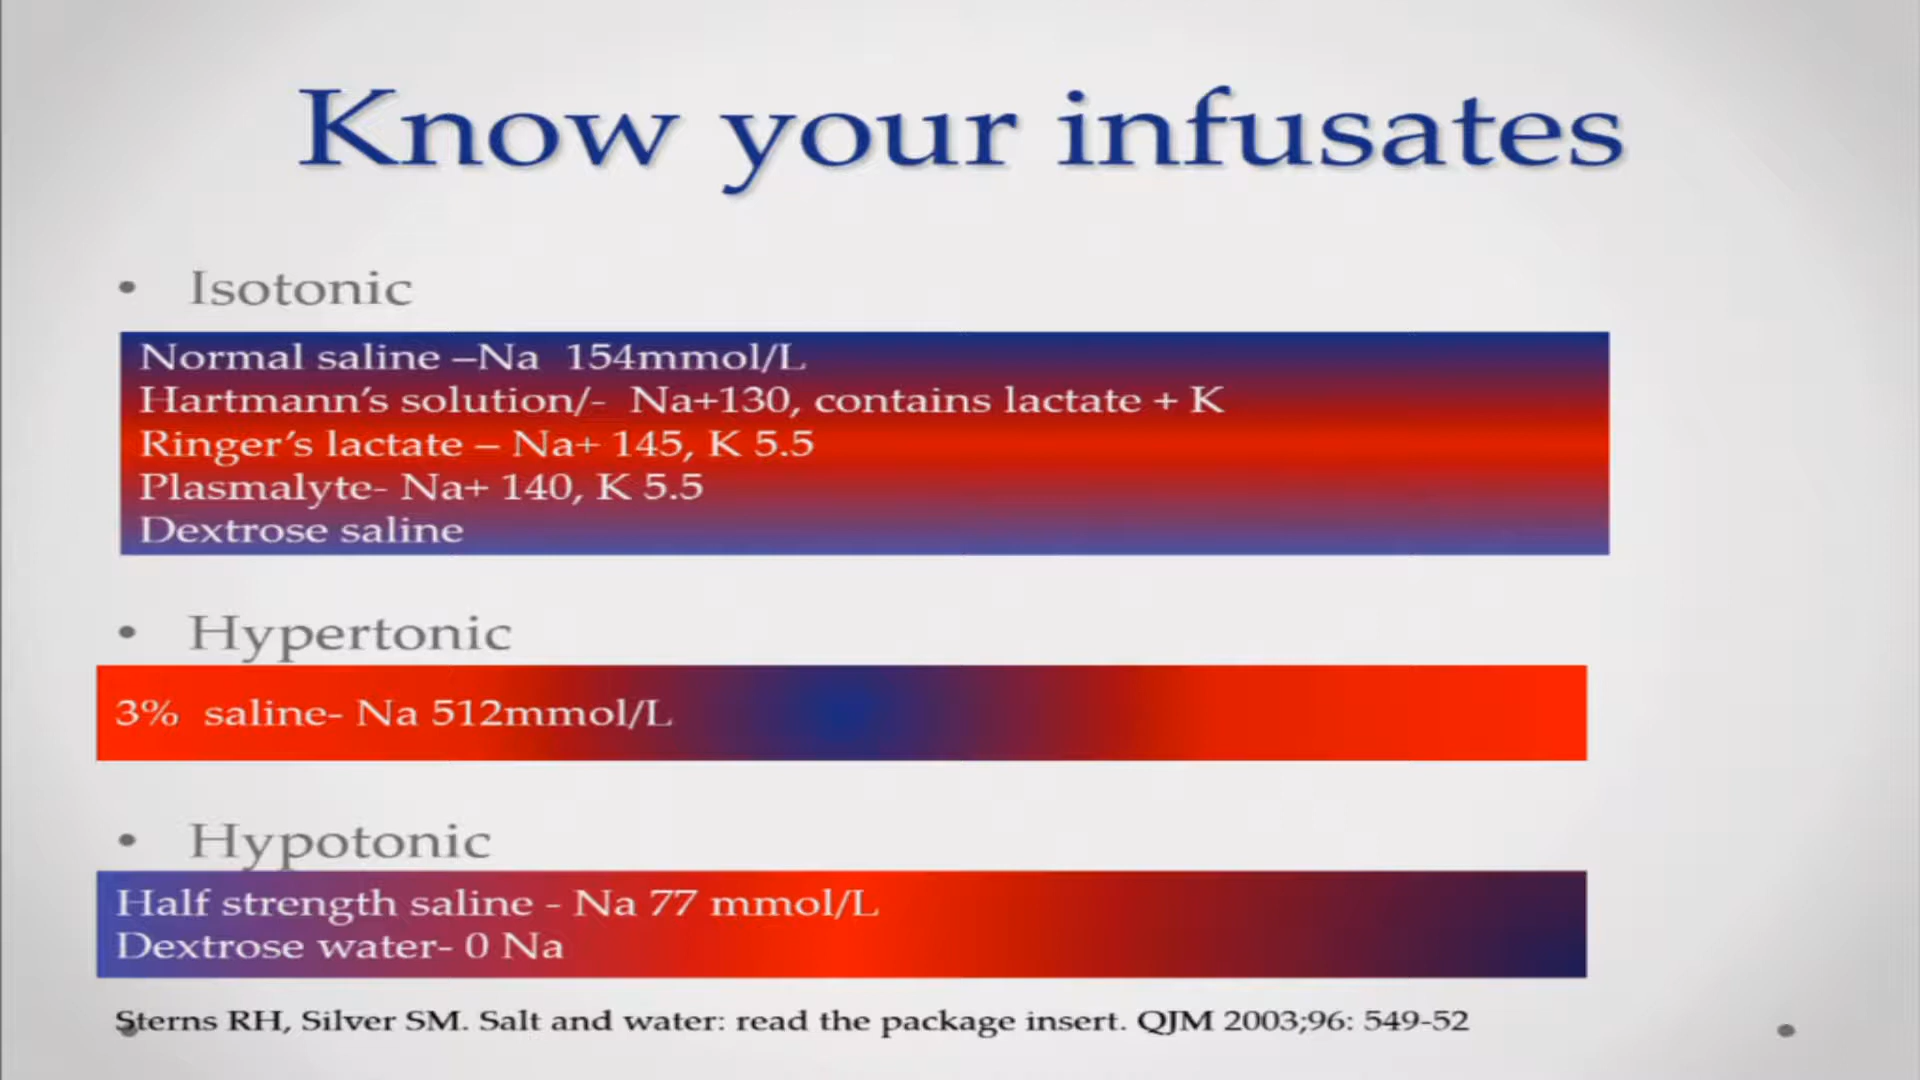 Know your infusates
• Isotonic
Normal saline –Na 154mmol/L
Hartmann's solution/- Na+130, contains lactate + K
Ringer's lactate – Na+ 145, K 5.5
Plasmalyte- Na+ 140, K 5.5
Dextrose saline
• Hypertonic
3% saline- Na 512mmol/L
• Hypotonic
Half strength saline - Na 77 mmol/L
Dextrose water- 0 Na
Sterns RH, Silver SM. Salt and water: read the package insert. QJM 2003;96: 549-52